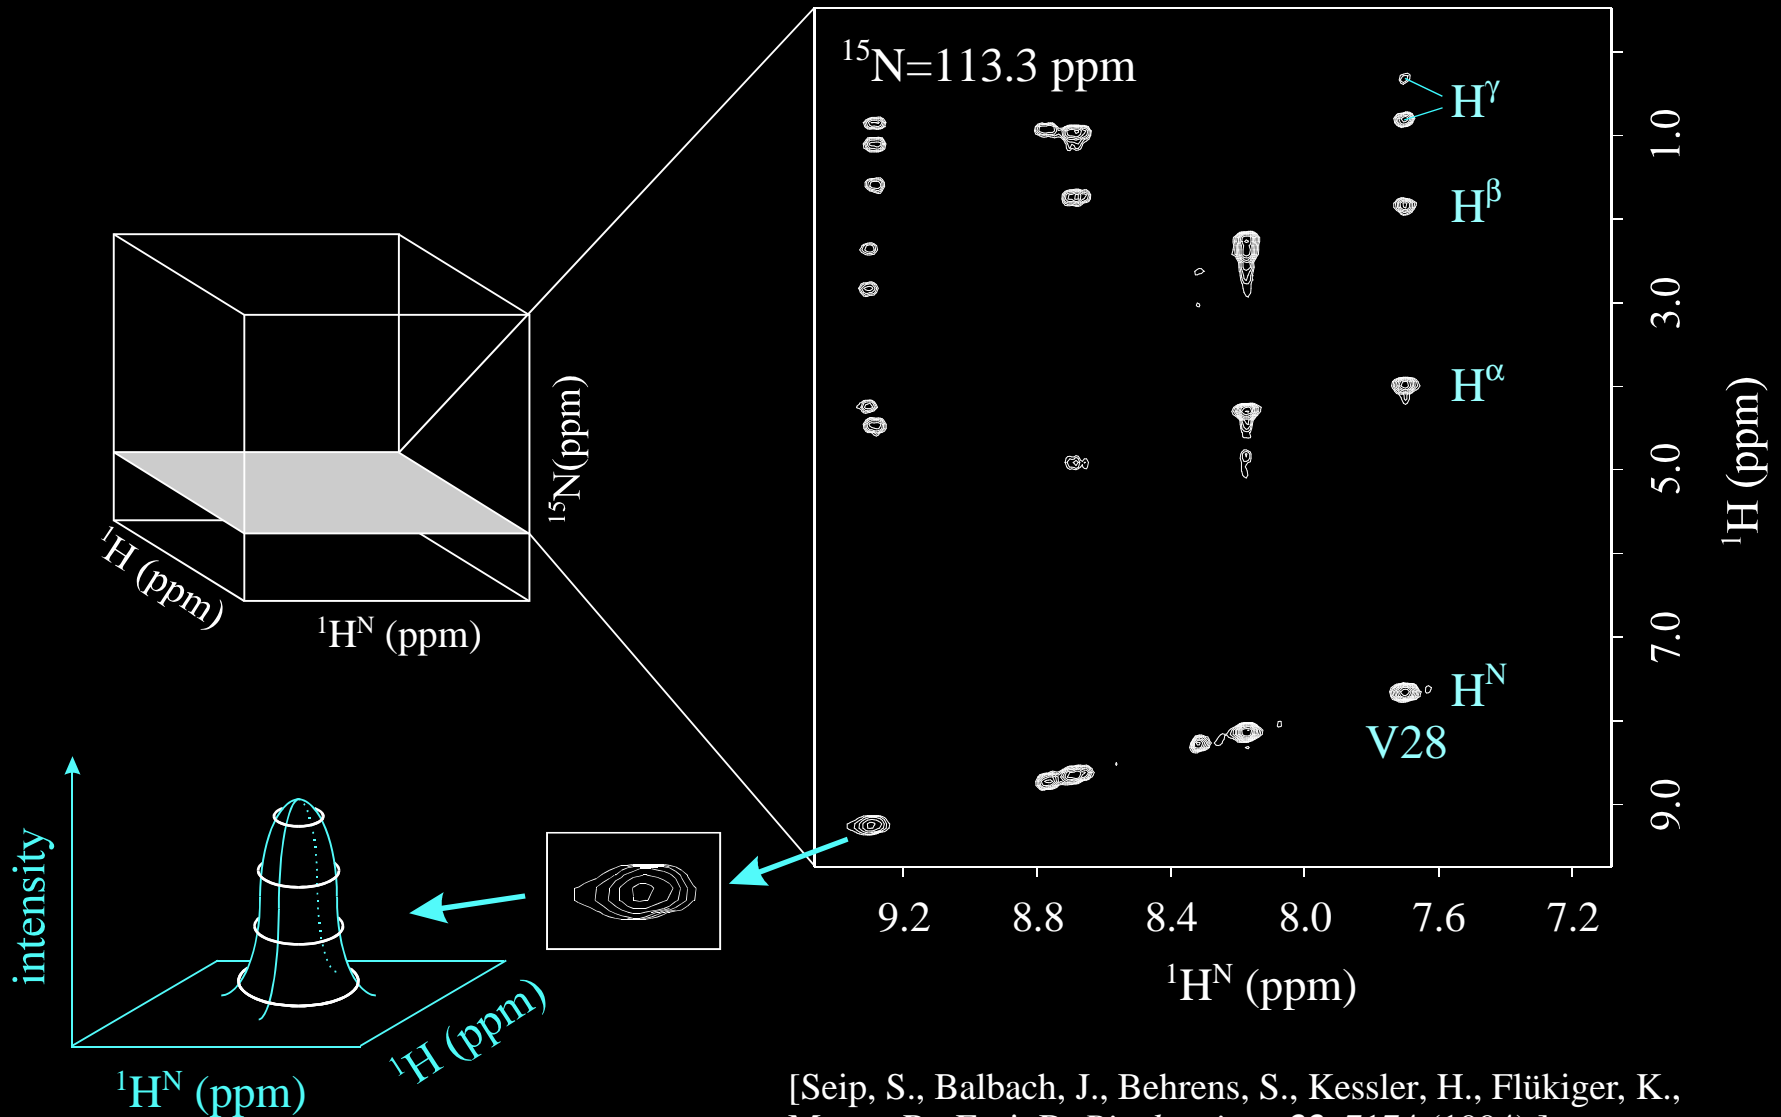 ¹⁵N=113.3 ppm
Hᵞ
Hᵝ
Hᵅ
Hᴺ
V28
1.0
3.0
5.0
7.0
9.0
¹H (ppm)
9.2 8.8 8.4 8.0 7.6 7.2
¹Hᴺ (ppm)
¹⁵N(ppm)
¹H (ppm)
¹Hᴺ (ppm)
intensity
¹Hᴺ (ppm)
¹H (ppm)
[Seip, S., Balbach, J., Behrens, S., Kessler, H., Flükiger, K.,